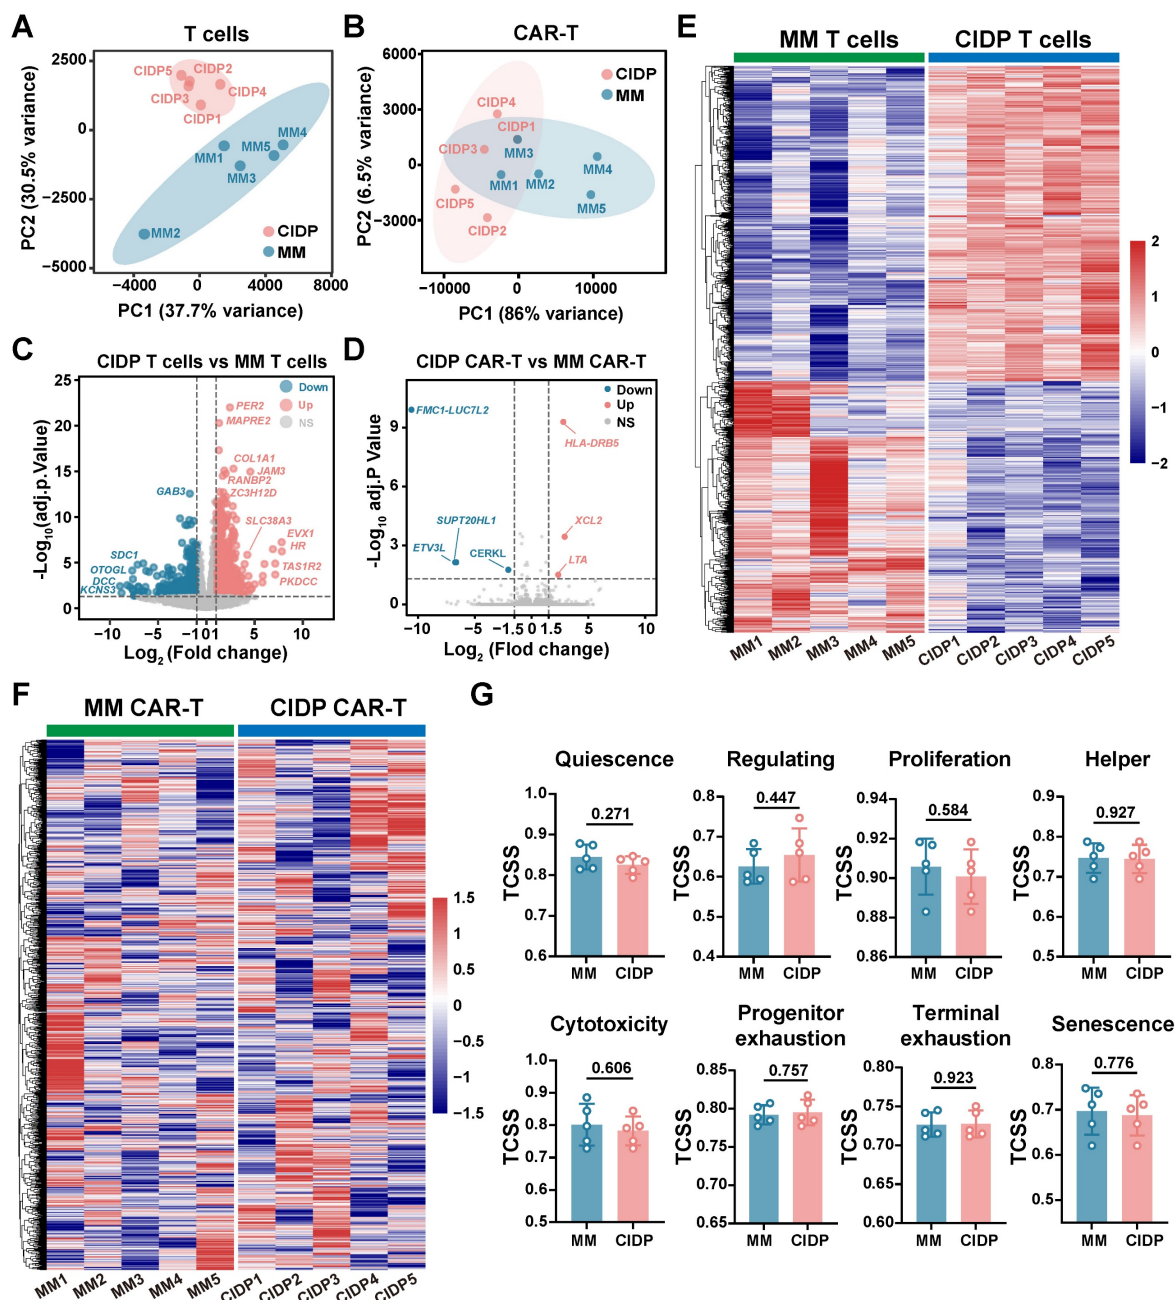 A
T cells
2500
0
−2500
−5000
PC2 (30.5% variance)
CIDP5
CIDP2
CIDP3
CIDP4
CIDP1
MM4
MM1
MM5
MM3
MM2
CIDP
MM
−4000 0 4000 8000
PC1 (37.7% variance)
B
CAR-T
6000
3000
0
−3000
PC2 (6.5% variance)
CIDP
MM
CIDP4
CIDP1
CIDP3
MM3
MM4
MM1
MM2
CIDP5
MM5
CIDP2
−10000 0 10000
PC1 (86% variance)
C
CIDP T cells vs MM T cells
25
20
15
10
5
0
-Log10(adj.p.Value)
Down
Up
NS
PER2
MAPRE2
COL1A1
JAM3
RANBP2
GAB3
ZC3H12D
SLC38A3
EVX1
HR
SDC1
OTOGL
TAS1R2
DCC
PKDCC
KCNS3
−10 −5 −1 0 1 5 10
Log2 (Fold change)
D
CIDP CAR-T vs MM CAR-T
9
6
3
0
-Log10 adj.P Value
Down
Up
NS
FMC1-LUC7L2
HLA-DRB5
SUPT20HL1
XCL2
ETV3L
CERKL
LTA
−10 −5 −1.5 0 1.5 5 10
Log2 (Flod change)
E
MM T cells
CIDP T cells
2
1
0
−1
−2
MM1 MM2 MM3 MM4 MM5 CIDP1 CIDP2 CIDP3 CIDP4 CIDP5
F
MM CAR-T
CIDP CAR-T
1.5
1
0.5
0
−0.5
−1
−1.5
MM1 MM2 MM3 MM4 MM5 CIDP1 CIDP2 CIDP3 CIDP4 CIDP5
G
Quiescence
0.271
1.0
0.9
0.8
0.7
0.6
TCSS
MM CIDP
Regulating
0.447
0.8
0.7
0.6
0.5
0.4
TCSS
MM CIDP
Proliferation
0.584
0.94
0.92
0.90
0.88
0.86
TCSS
MM CIDP
Helper
0.927
0.9
0.8
0.7
0.6
0.5
TCSS
MM CIDP
Cytotoxicity
0.606
1.0
0.9
0.8
0.7
0.6
0.5
TCSS
MM CIDP
Progenitor
exhaustion
0.757
0.85
0.80
0.75
0.70
0.65
TCSS
MM CIDP
Terminal
exhaustion
0.923
0.80
0.75
0.70
0.65
0.60
TCSS
MM CIDP
Senescence
0.776
0.8
0.7
0.6
0.5
TCSS
MM CIDP